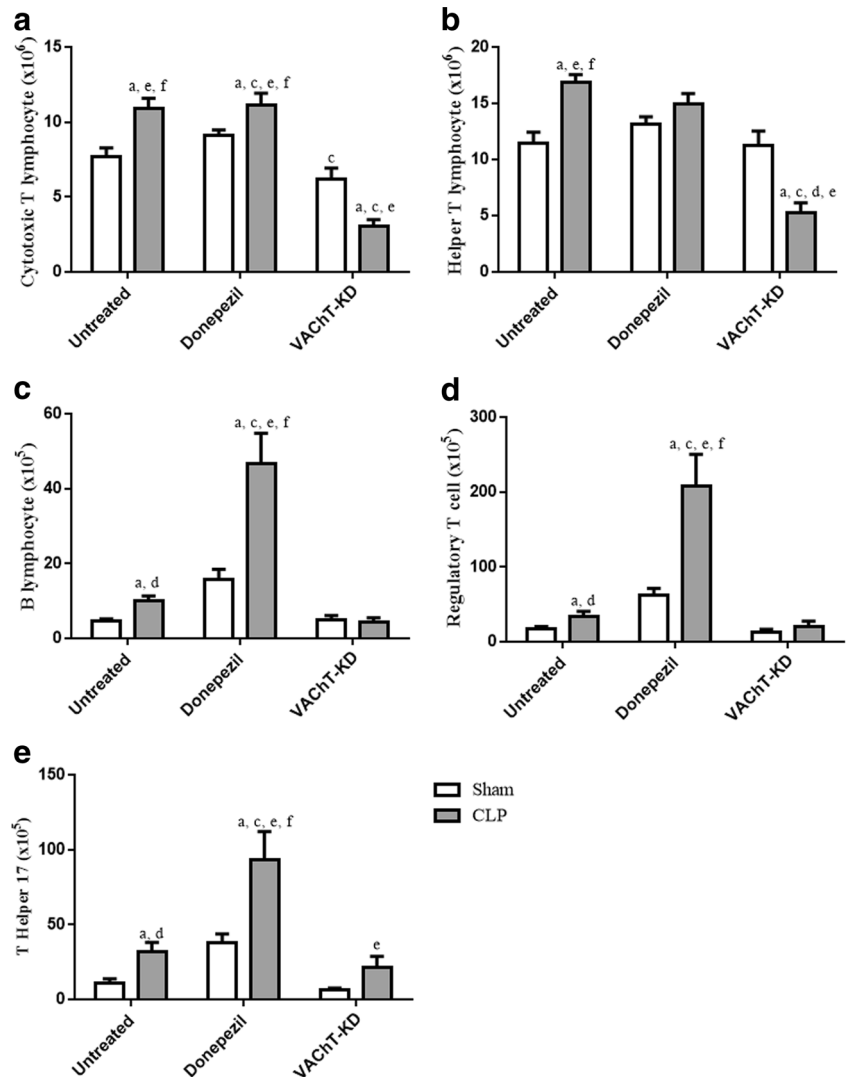 a
Cytotoxic T lymphocyte (x10⁶)
15
10
5
0
a, e, f
a, c, e, f
c
a, c, e
Untreated
Donepezil
VAChT-KD
b
Helper T lymphocyte (x10⁶)
20
15
10
5
0
a, e, f
a, c, d, e
Untreated
Donepezil
VAChT-KD
c
B lymphocyte (x10⁵)
60
40
20
0
a, d
a, c, e, f
Untreated
Donepezil
VAChT-KD
d
Regulatory T cell (x10⁵)
300
200
100
0
a, d
a, c, e, f
Untreated
Donepezil
VAChT-KD
e
T Helper 17 (x10⁵)
150
100
50
0
a, d
a, c, e, f
e
Untreated
Donepezil
VAChT-KD
Sham
CLP